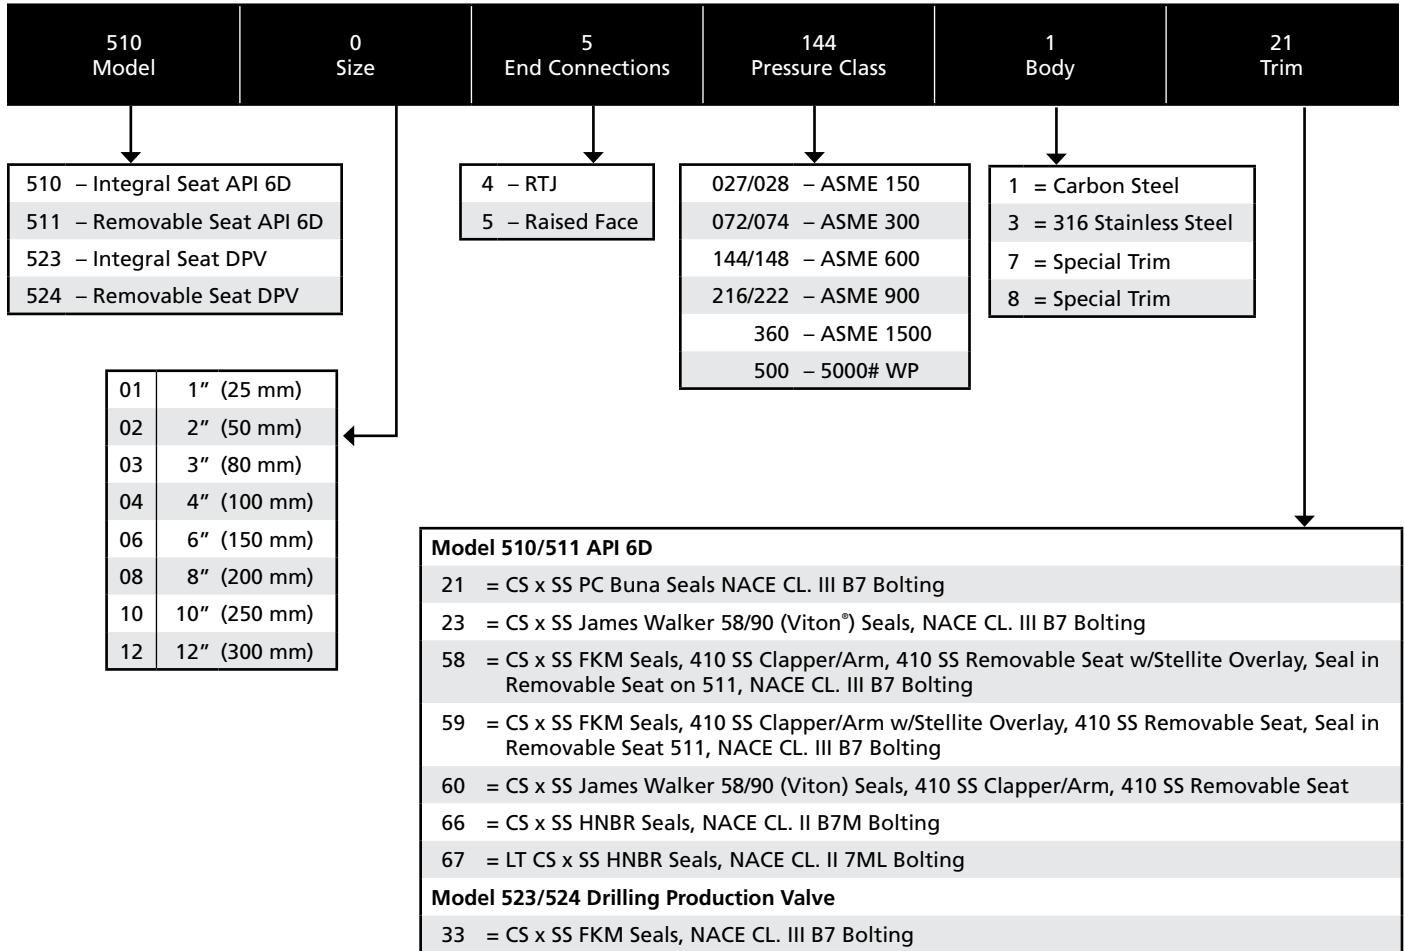 510 Model
0 Size
5 End Connections
144 Pressure Class
1 Body
21 Trim
510 – Integral Seat API 6D
511 – Removable Seat API 6D
523 – Integral Seat DPV
524 – Removable Seat DPV
4 – RTJ
5 – Raised Face
027/028 – ASME 150
072/074 – ASME 300
144/148 – ASME 600
216/222 – ASME 900
360 – ASME 1500
500 – 5000# WP
1 = Carbon Steel
3 = 316 Stainless Steel
7 = Special Trim
8 = Special Trim
01 1″ (25 mm)
02 2″ (50 mm)
03 3″ (80 mm)
04 4″ (100 mm)
06 6″ (150 mm)
08 8″ (200 mm)
10 10″ (250 mm)
12 12″ (300 mm)
Model 510/511 API 6D
21 = CS x SS PC Buna Seals NACE CL. III B7 Bolting
23 = CS x SS James Walker 58/90 (Viton®) Seals, NACE CL. III B7 Bolting
58 = CS x SS FKM Seals, 410 SS Clapper/Arm, 410 SS Removable Seat w/Stellite Overlay, Seal in
Removable Seat on 511, NACE CL. III B7 Bolting
59 = CS x SS FKM Seals, 410 SS Clapper/Arm w/Stellite Overlay, 410 SS Removable Seat, Seal in
Removable Seat 511, NACE CL. III B7 Bolting
60 = CS x SS James Walker 58/90 (Viton) Seals, 410 SS Clapper/Arm, 410 SS Removable Seat
66 = CS x SS HNBR Seals, NACE CL. II B7M Bolting
67 = LT CS x SS HNBR Seals, NACE CL. II 7ML Bolting
Model 523/524 Drilling Production Valve
33 = CS x SS FKM Seals, NACE CL. III B7 Bolting